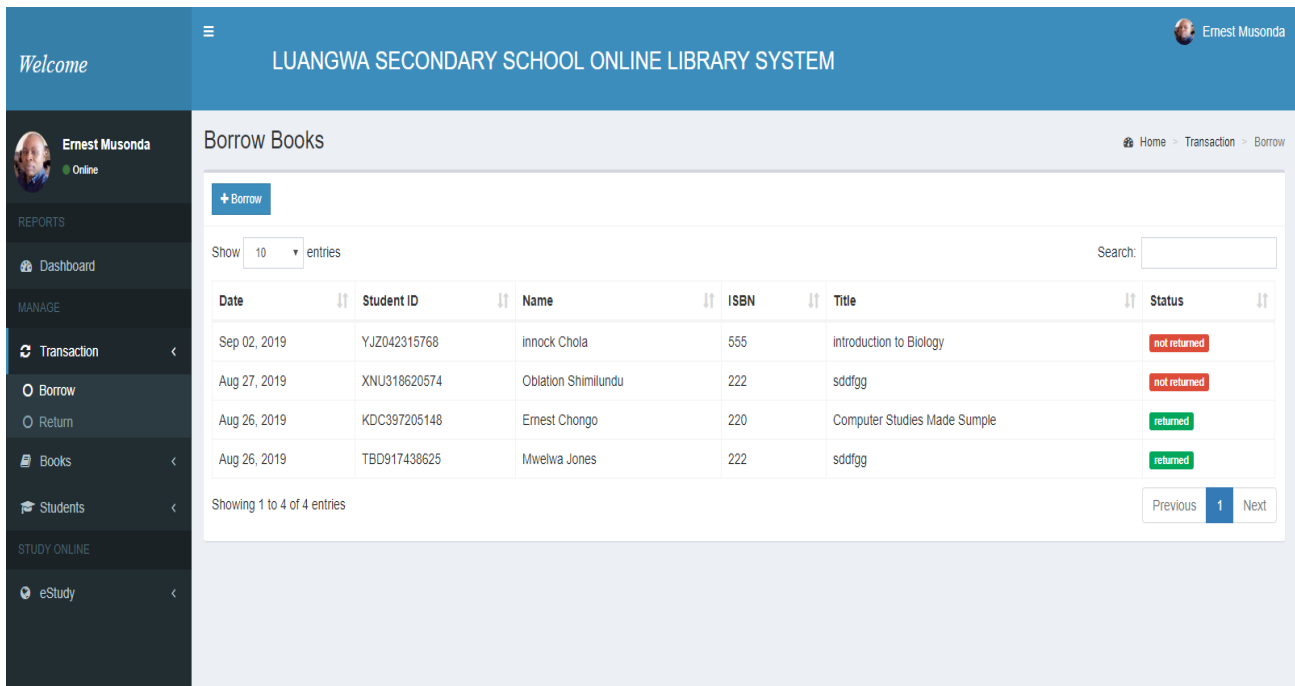 Welcome
☰
Ernest Musonda
LUANGWA SECONDARY SCHOOL ONLINE LIBRARY SYSTEM
Ernest Musonda
Online
REPORTS
Dashboard
MANAGE
Transaction
Borrow
Return
Books
Students
STUDY ONLINE
eStudy
Borrow Books
Home > Transaction > Borrow
+ Borrow
Show 10 entries
Search:
Date Student ID Name ISBN Title Status
Sep 02, 2019 YJZ042315768 innock Chola 555 introduction to Biology not returned
Aug 27, 2019 XNU318620574 Oblation Shimilundu 222 sddfgg not returned
Aug 26, 2019 KDC397205148 Ernest Chongo 220 Computer Studies Made Sumple returned
Aug 26, 2019 TBD917438625 Mwelwa Jones 222 sddfgg returned
Showing 1 to 4 of 4 entries
Previous 1 Next